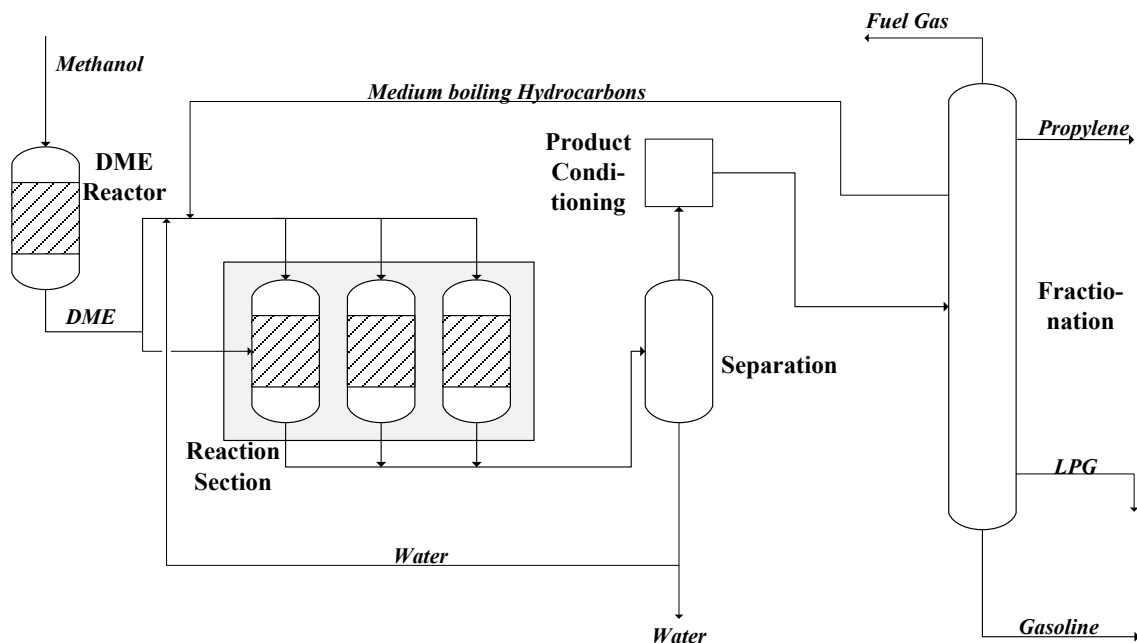 Fuel Gas
Methanol
Medium boiling Hydrocarbons
Propylene
Product
Condi-
tioning
DME
Reactor
DME
Fractio-
nation
Separation
Reaction
Section
LPG
Water
Water
Gasoline